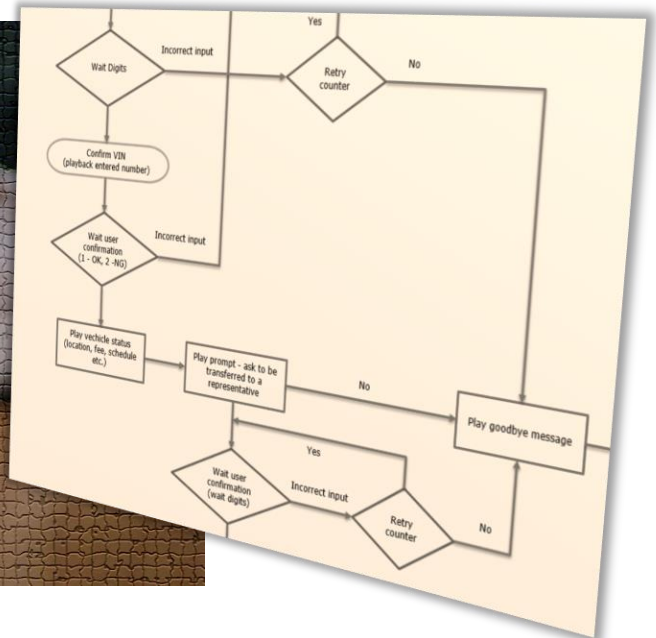 Yes
Incorrect input
No
Wait Digits
Retry
counter
Confirm VIN
(playback entered number)
Wait user
confirmation
(1 - OK, 2 -NG)
Incorrect input
Play vechicle status
(location, fee, schedule
etc.)
Play prompt - ask to be
transferred to a
representative
No
Play goodbye message
Yes
Wait user
confirmation
(wait digits)
Incorrect input
Retry
counter
No